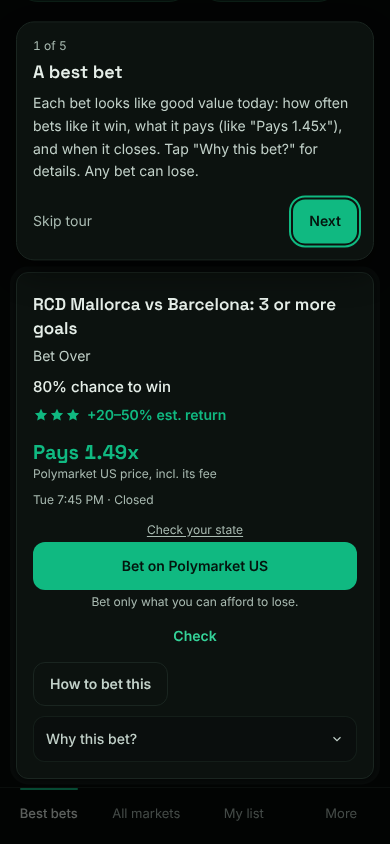 1 of 5
A best bet
Each bet looks like good value today: how often
bets like it win, what it pays (like "Pays 1.45x"),
and when it closes. Tap "Why this bet?" for
details. Any bet can lose.
Skip tour
Next
RCD Mallorca vs Barcelona: 3 or more
goals
Bet Over
80% chance to win
★★★ +20–50% est. return
Pays 1.49x
Polymarket US price, incl. its fee
Tue 7:45 PM · Closed
Check your state
Bet on Polymarket US
Bet only what you can afford to lose.
Check
How to bet this
Why this bet?
Best bets
All markets
My list
More